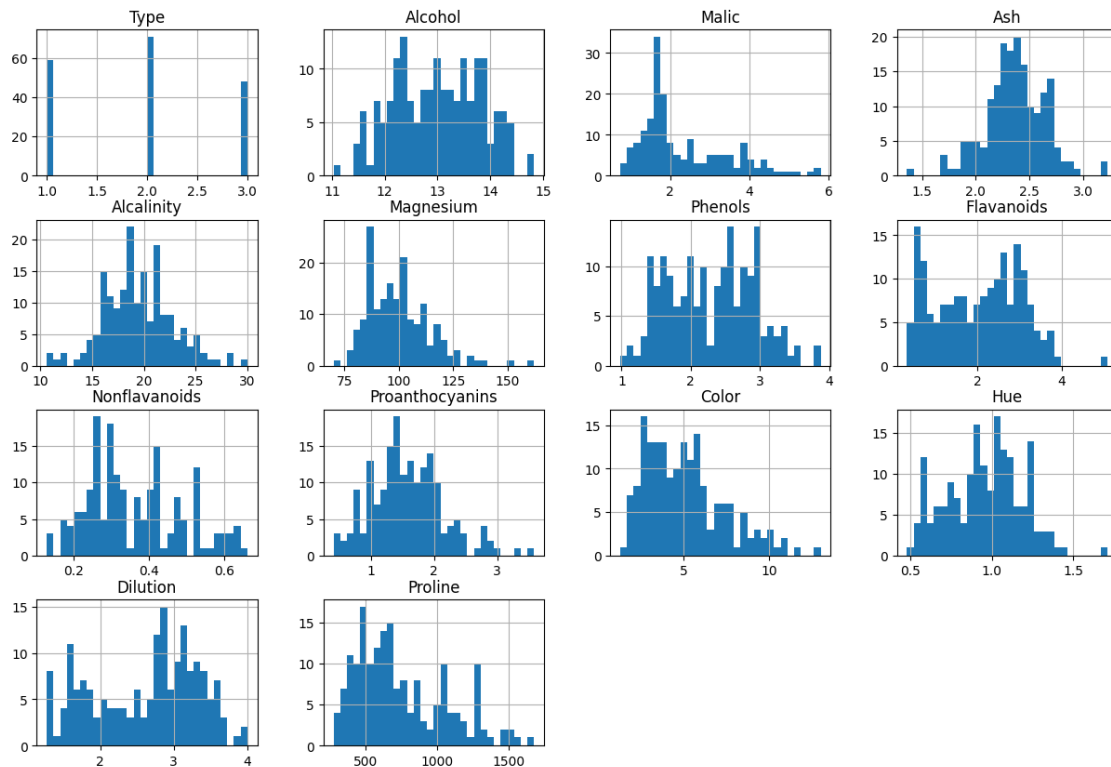 Type
60
40
20
0
1.0 1.5 2.0 2.5 3.0
Alcohol
10
5
0
11 12 13 14 15
Malic
30
20
10
0
2 4 6
Ash
20
15
10
5
0
1.5 2.0 2.5 3.0
Alcalinity
20
15
10
5
0
10 15 20 25 30
Magnesium
20
10
0
75 100 125 150
Phenols
10
5
0
1 2 3 4
Flavanoids
15
10
5
0
2 4
Nonflavanoids
15
10
5
0
0.2 0.4 0.6
Proanthocyanins
15
10
5
0
1 2 3
Color
15
10
5
0
5 10
Hue
15
10
5
0
0.5 1.0 1.5
Dilution
15
10
5
0
2 3 4
Proline
15
10
5
0
500 1000 1500